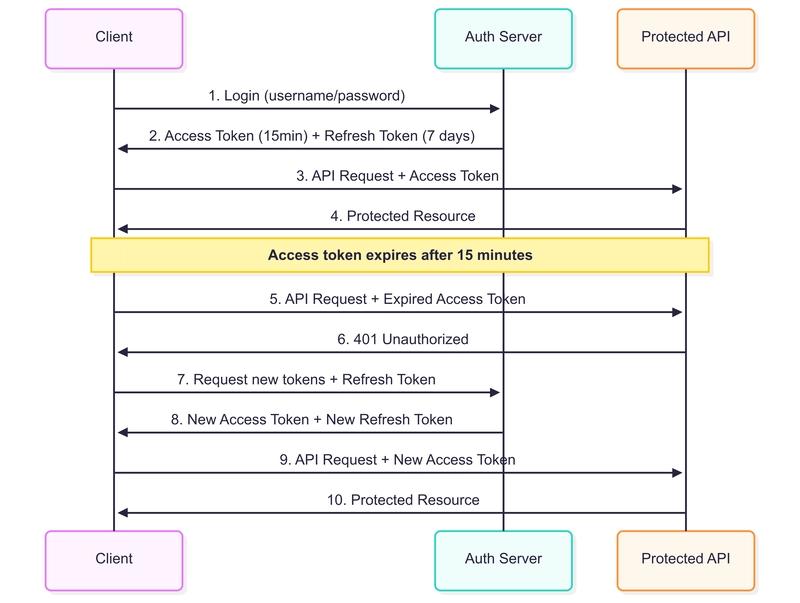 Client
Auth Server
Protected API
1. Login (username/password)
2. Access Token (15min) + Refresh Token (7 days)
3. API Request + Access Token
4. Protected Resource
Access token expires after 15 minutes
5. API Request + Expired Access Token
6. 401 Unauthorized
7. Request new tokens + Refresh Token
8. New Access Token + New Refresh Token
9. API Request + New Access Token
10. Protected Resource
Client
Auth Server
Protected API